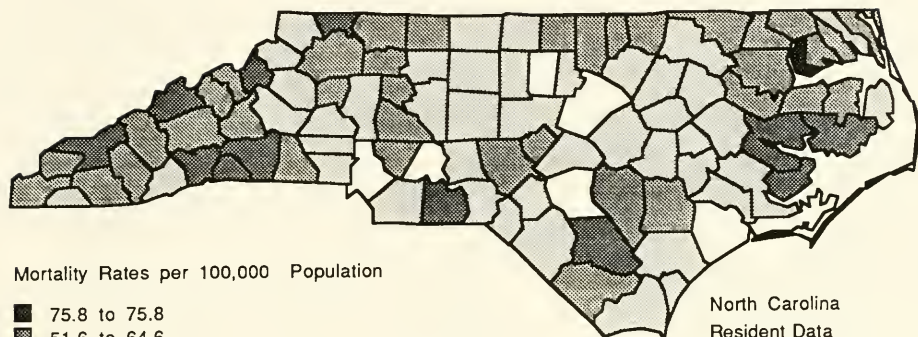 Mortality Rates per 100,000 Population
75.8 to 75.8
51.6 to 64.6
North Carolina
Resident Data